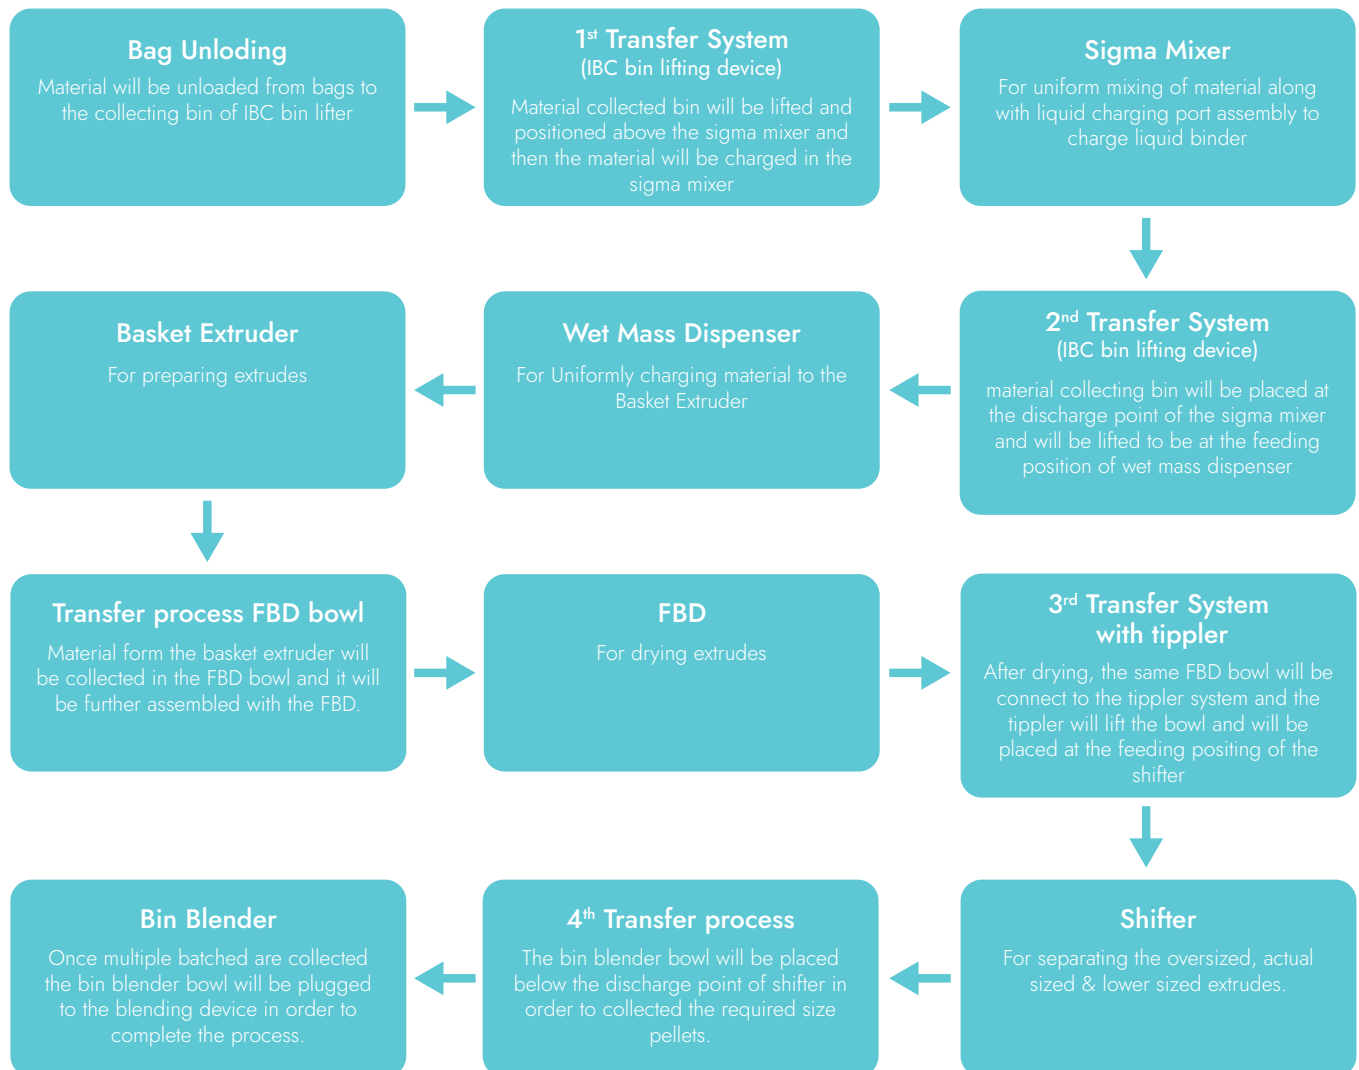 Bag Unloding
Material will be unloaded from bags to
the collecting bin of IBC bin lifter
1st Transfer System
(IBC bin lifting device)
Material collected bin will be lifted and
positioned above the sigma mixer and
then the material will be charged in the
sigma mixer
Sigma Mixer
For uniform mixing of material along
with liquid charging port assembly to
charge liquid binder
2nd Transfer System
(IBC bin lifting device)
material collecting bin will be placed at
the discharge point of the sigma mixer
and will be lifted to be at the feeding
position of wet mass dispenser
Wet Mass Dispenser
For Uniformly charging material to the
Basket Extruder
Basket Extruder
For preparing extrudes
Transfer process FBD bowl
Material form the basket extruder will
be collected in the FBD bowl and it will
be further assembled with the FBD.
FBD
For drying extrudes
3rd Transfer System
with tippler
After drying, the same FBD bowl will be
connect to the tippler system and the
tippler will lift the bowl and will be
placed at the feeding positing of the
shifter
Shifter
For separating the oversized, actual
sized & lower sized extrudes.
4th Transfer process
The bin blender bowl will be placed
below the discharge point of shifter in
order to collected the required size
pellets.
Bin Blender
Once multiple batched are collected
the bin blender bowl will be plugged
to the blending device in order to
complete the process.